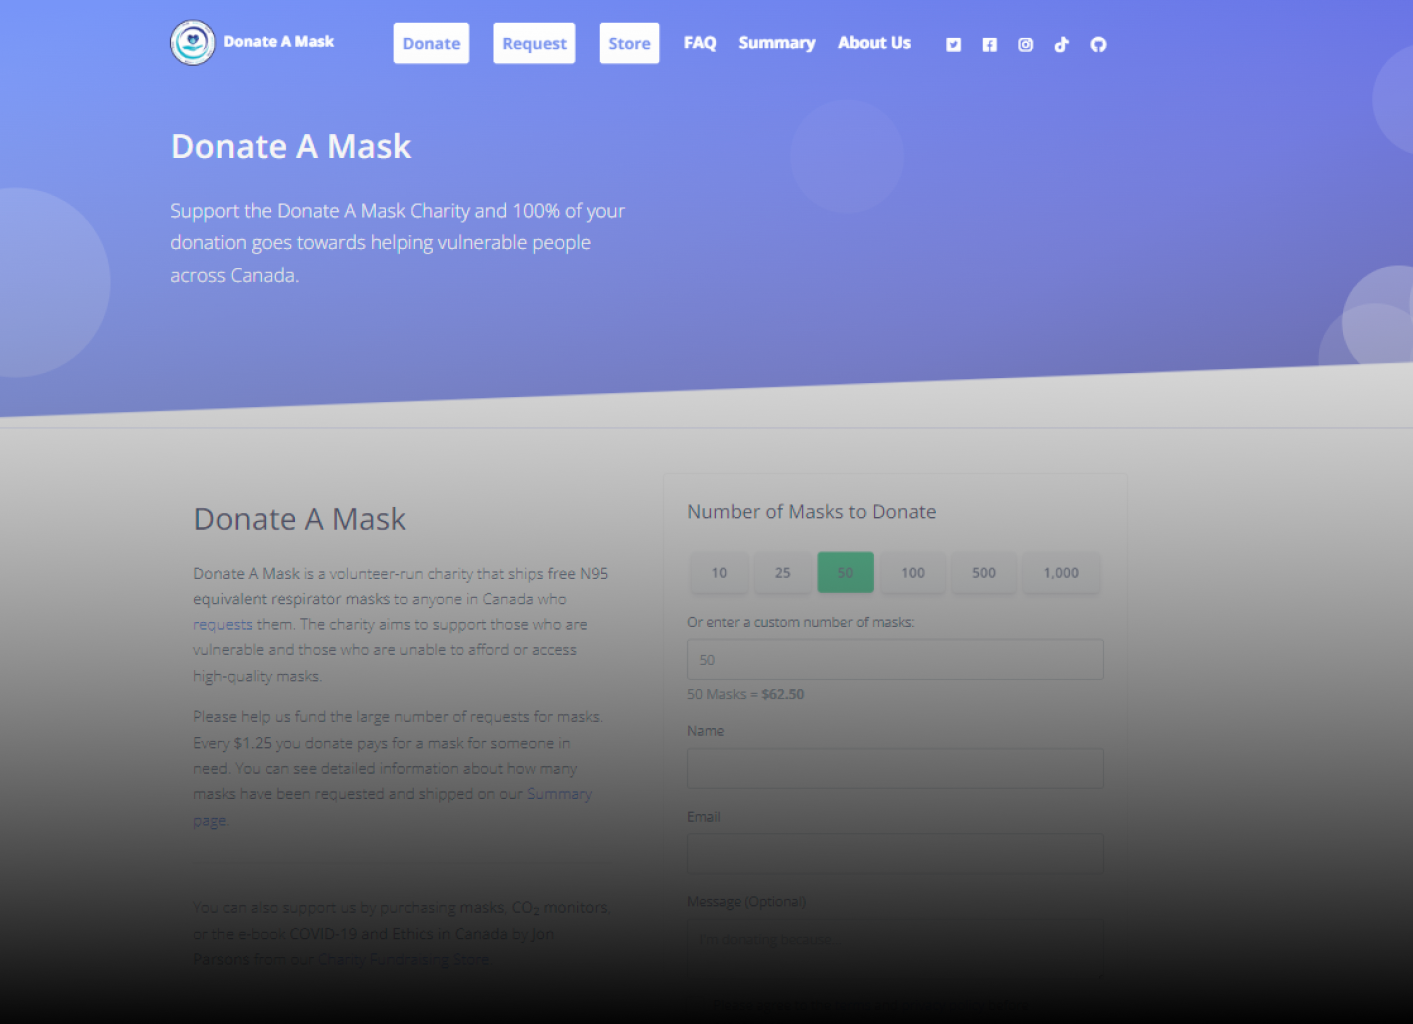 Donate A Mask
Donate
Request
Store
FAQ
Summary
About Us
Donate A Mask
Support the Donate A Mask Charity and 100% of your
donation goes towards helping vulnerable people
across Canada.
Donate A Mask
Donate A Mask is a volunteer-run charity that ships free N95
equivalent respirator masks to anyone in Canada who
requests them. The charity aims to support those who are
vulnerable and those who are unable to afford or access
high-quality masks.
Please help us fund the large number of requests for masks.
Every $1.25 you donate pays for a mask for someone in
need. You can see detailed information about how many
masks have been requested and shipped on our Summary
page.
You can also support us by purchasing masks, CO₂ monitors,
or the e-book COVID-19 and Ethics in Canada by Jon
Parsons from our Charity Fundraising Store.
Number of Masks to Donate
10
25
50
100
500
1,000
Or enter a custom number of masks:
50
50 Masks = $62.50
Name
Email
Message (Optional)
I'm donating because...